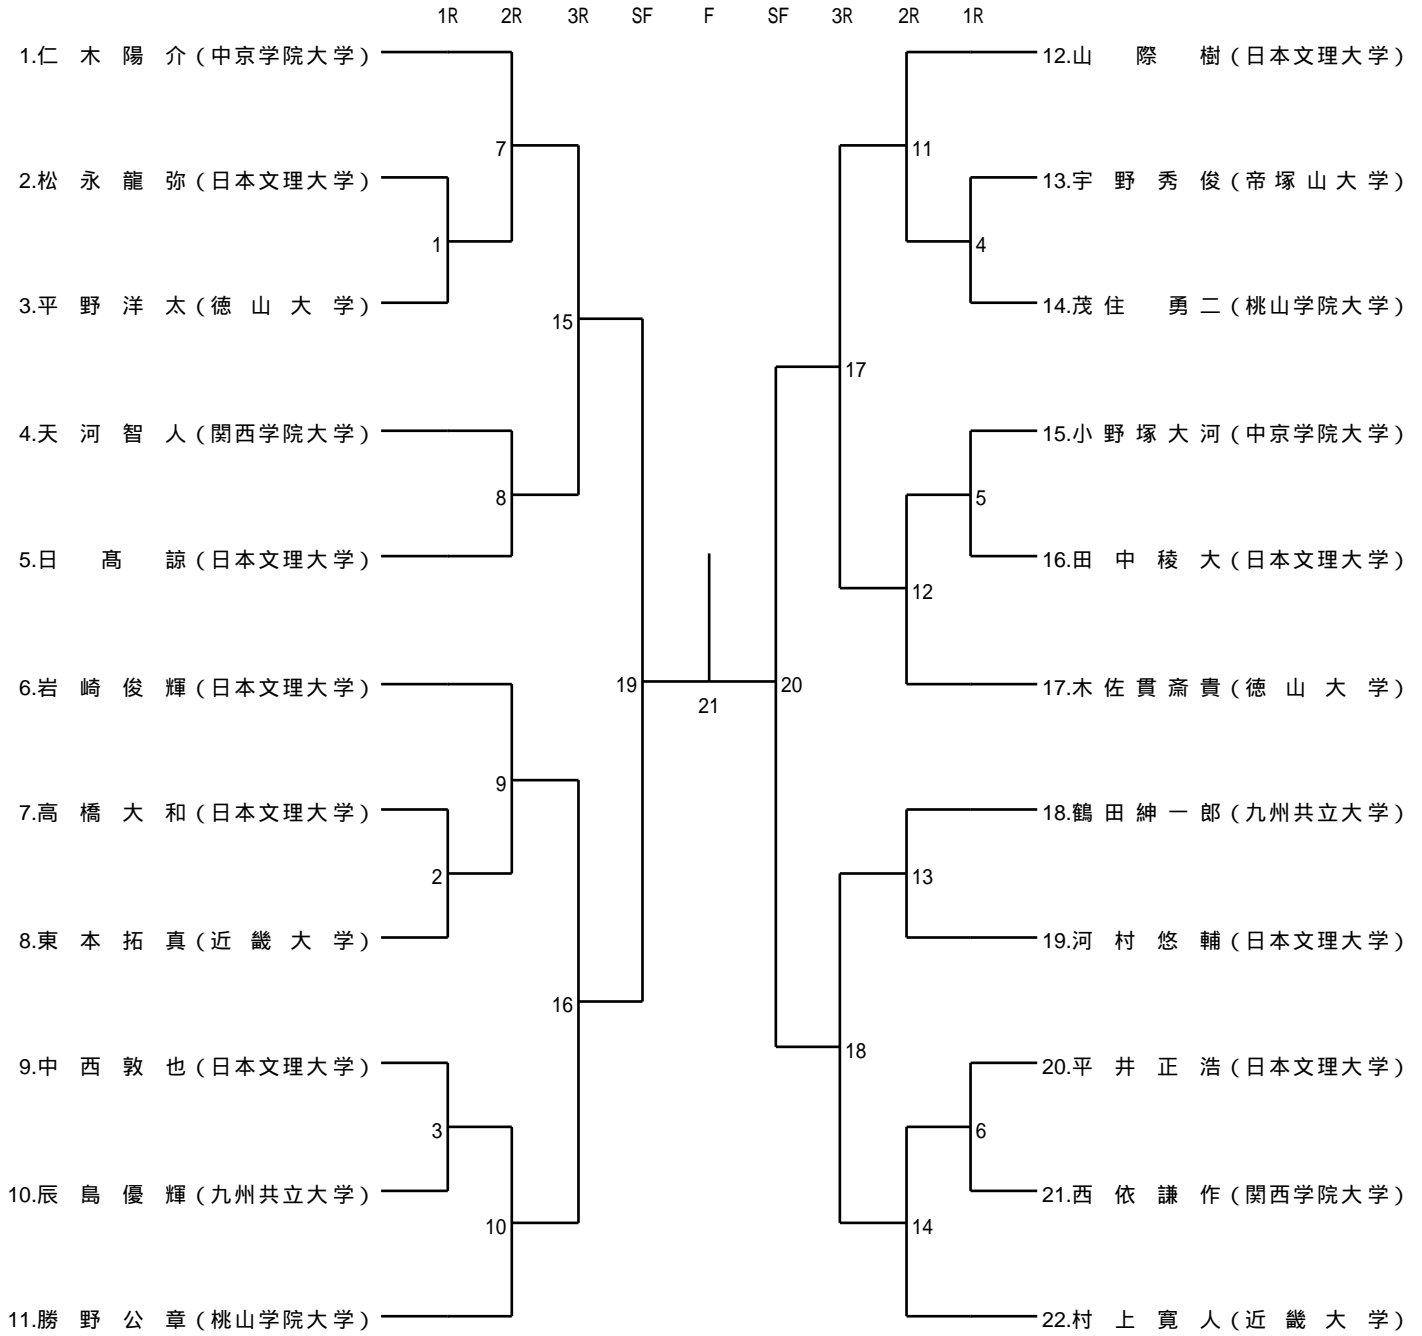 1R 2R 3R SF F SF 3R 2R 1R
1.仁木陽介(中京学院大学)
2.松永龍弥(日本文理大学)
3.平野洋太(徳山大学)
4.天河智人(関西学院大学)
5.日髙諒(日本文理大学)
6.岩崎俊輝(日本文理大学)
7.高橋大和(日本文理大学)
8.東本拓真(近畿大学)
9.中西敦也(日本文理大学)
10.辰島優輝(九州共立大学)
11.勝野公章(桃山学院大学)
1
2
3
7
8
9
10
15
16
19
21
20
17
18
11
12
13
14
4
5
6
12.山際樹(日本文理大学)
13.宇野秀俊(帝塚山大学)
14.茂住勇二(桃山学院大学)
15.小野塚大河(中京学院大学)
16.田中稜大(日本文理大学)
17.木佐貫斎貴(徳山大学)
18.鶴田紳一郎(九州共立大学)
19.河村悠輔(日本文理大学)
20.平井正浩(日本文理大学)
21.西依謙作(関西学院大学)
22.村上寛人(近畿大学)